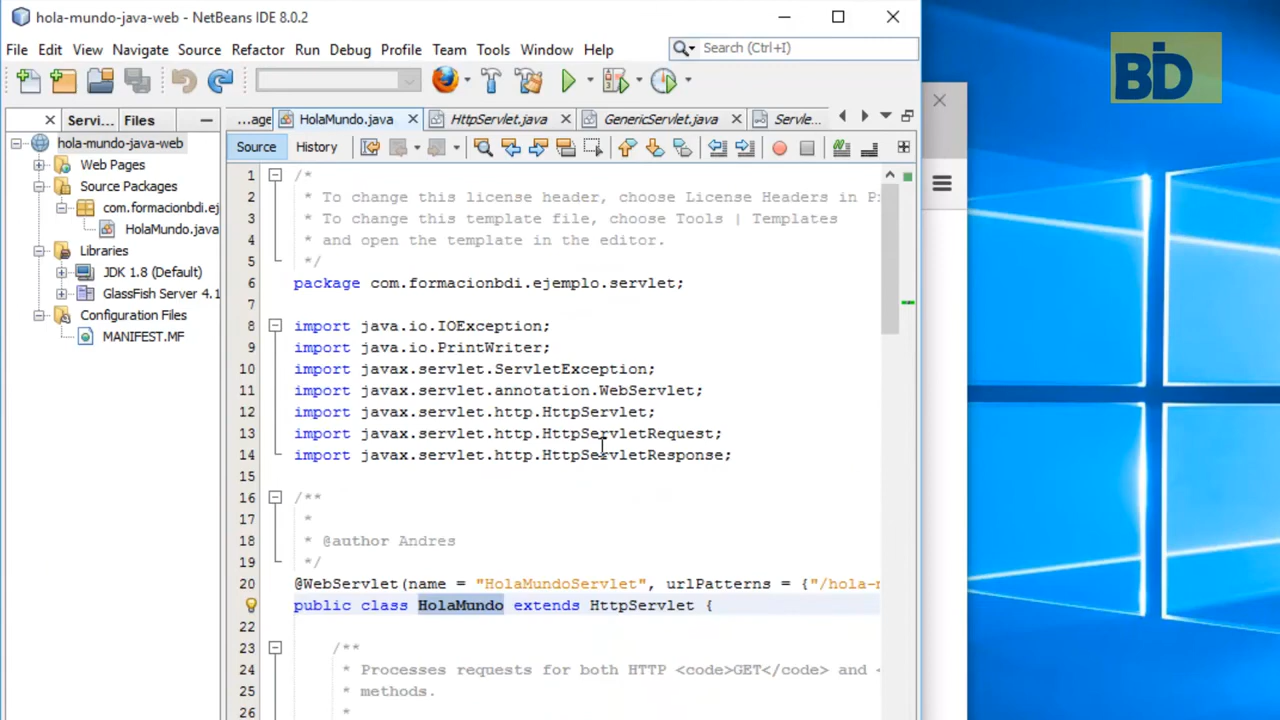 hola-mundo-java-web - NetBeans IDE 8.0.2
File Edit View Navigate Source Refactor Run Debug Profile Team Tools Window Help
Search (Ctrl+I)
BD
Servi... Files
...age HolaMundo.java HttpServlet.java GenericServlet.java Servle...
Source History
hola-mundo-java-web
Web Pages
Source Packages
com.formacionbdi.ej
HolaMundo.java
Libraries
JDK 1.8 (Default)
GlassFish Server 4.1
Configuration Files
MANIFEST.MF
1 /*
2 * To change this license header, choose License Headers in P
3 * To change this template file, choose Tools | Templates
4 * and open the template in the editor.
5 */
6 package com.formacionbdi.ejemplo.servlet;
7
8 import java.io.IOException;
9 import java.io.PrintWriter;
10 import javax.servlet.ServletException;
11 import javax.servlet.annotation.WebServlet;
12 import javax.servlet.http.HttpServlet;
13 import javax.servlet.http.HttpServletRequest;
14 import javax.servlet.http.HttpServletResponse;
15
16 /**
17 *
18 * @author Andres
19 */
20 @WebServlet(name = "HolaMundoServlet", urlPatterns = {"/hola-
public class HolaMundo extends HttpServlet {
22
23 /**
24 * Processes requests for both HTTP <code>GET</code> and <
25 * methods.
26 *